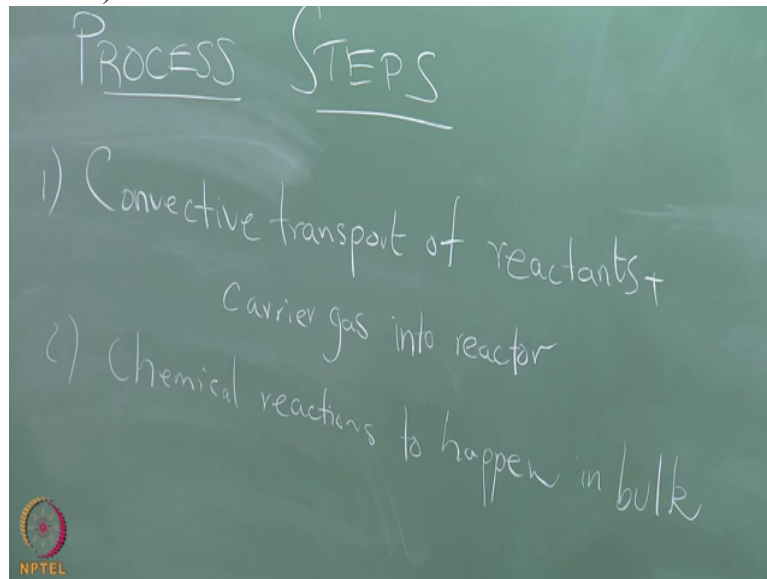 PROCESS STEPS
1) Convective transport of reactants +
Carrier gas into reactor
2) Chemical reactions to happen in bulk
NPTEL